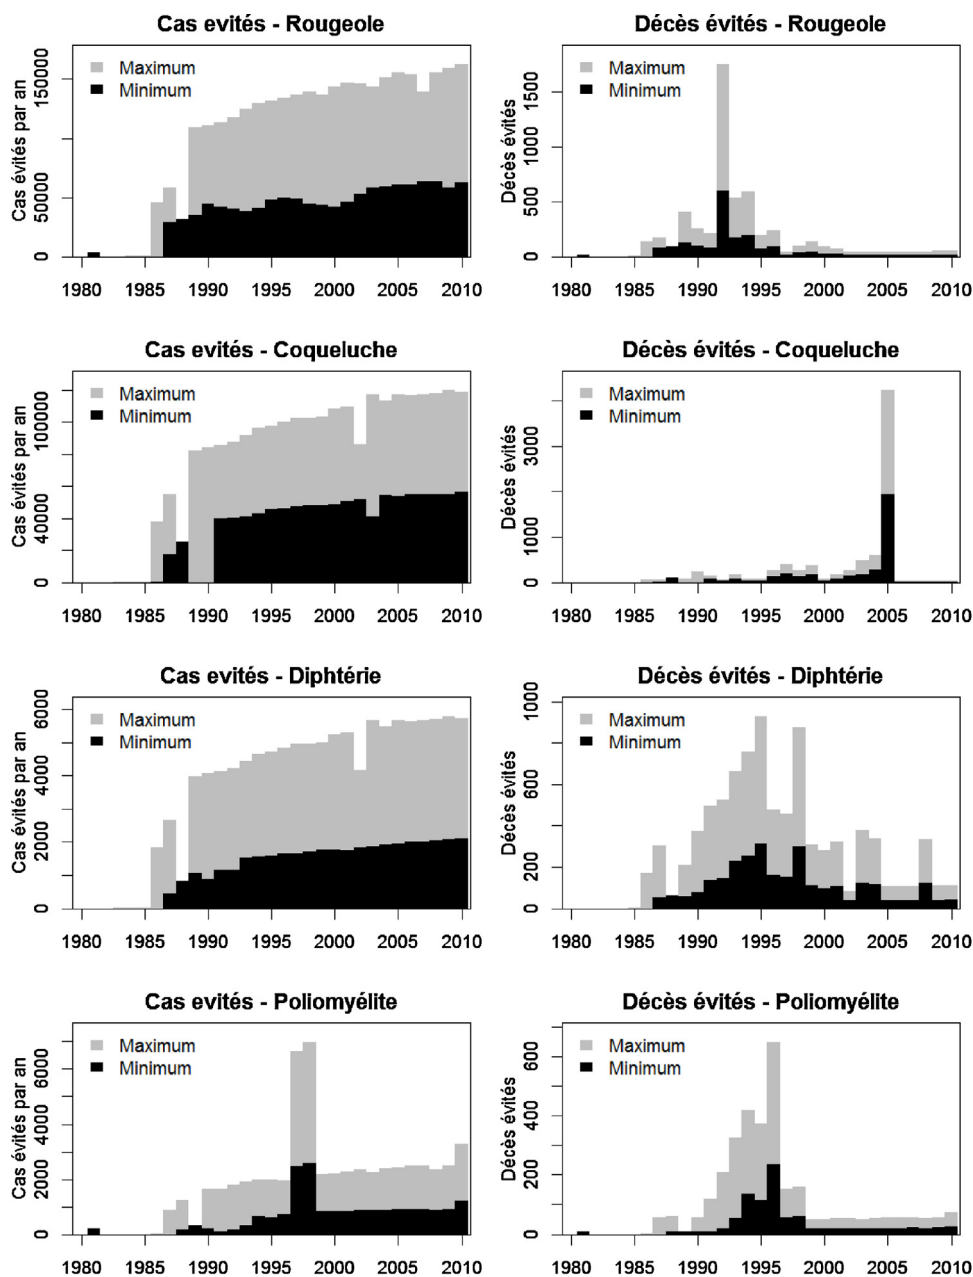 Cas evités - Rougeole
Maximum
Minimum
Cas évités par an
0
50000
150000
1980 1985 1990 1995 2000 2005 2010
Décès évités - Rougeole
Maximum
Minimum
Décès évités
0
500
1000
1500
1980 1985 1990 1995 2000 2005 2010
Cas evités - Coqueluche
Maximum
Minimum
Cas évités par an
0
40000
100000
1980 1985 1990 1995 2000 2005 2010
Décès évités - Coqueluche
Maximum
Minimum
Décès évités
0
1000
3000
1980 1985 1990 1995 2000 2005 2010
Cas evités - Diphtérie
Maximum
Minimum
Cas évités par an
0
2000
4000
6000
1980 1985 1990 1995 2000 2005 2010
Décès évités - Diphtérie
Maximum
Minimum
Décès évités
0
200
600
1000
1980 1985 1990 1995 2000 2005 2010
Cas evités - Poliomyélite
Maximum
Minimum
Cas évités par an
0
2000
4000
6000
1980 1985 1990 1995 2000 2005 2010
Décès évités - Poliomyélite
Maximum
Minimum
Décès évités
0
200
400
600
1980 1985 1990 1995 2000 2005 2010